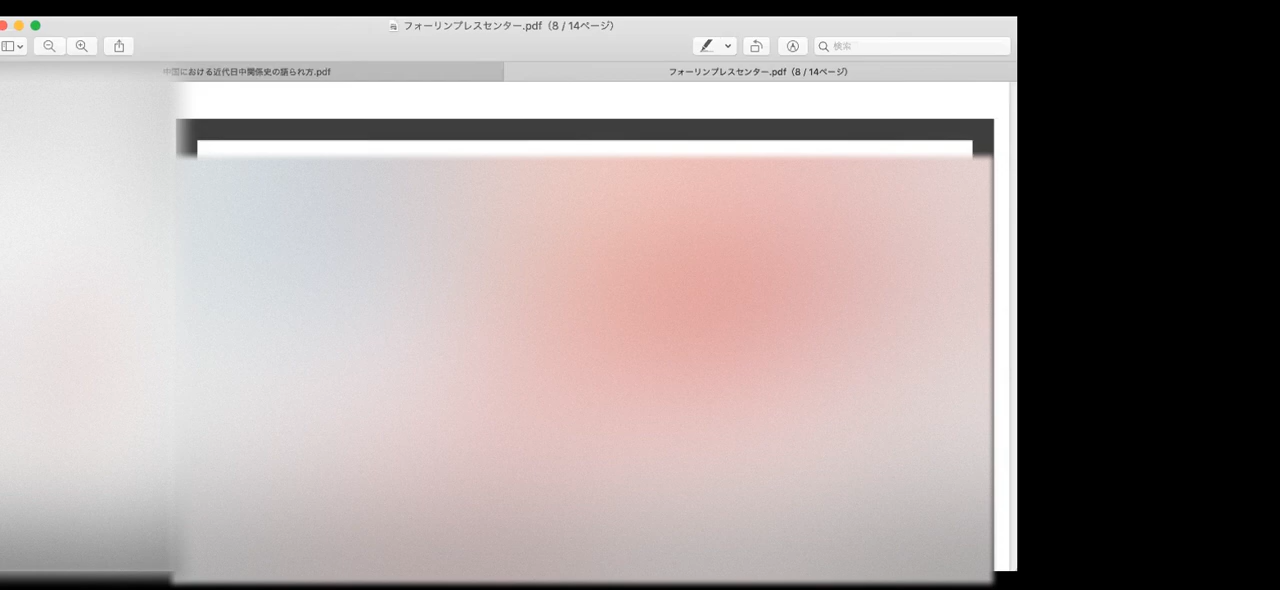 フォーリンプレスセンター.pdf（8 / 14ページ）
検索
中国における近代日中関係史の語られ方.pdf
フォーリンプレスセンター.pdf（8 / 14ページ）